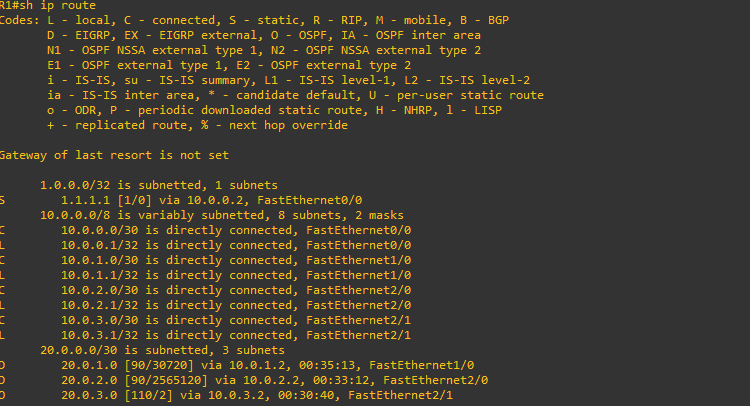 R1#sh ip route
Codes: L - local, C - connected, S - static, R - RIP, M - mobile, B - BGP
       D - EIGRP, EX - EIGRP external, O - OSPF, IA - OSPF inter area
       N1 - OSPF NSSA external type 1, N2 - OSPF NSSA external type 2
       E1 - OSPF external type 1, E2 - OSPF external type 2
       i - IS-IS, su - IS-IS summary, L1 - IS-IS level-1, L2 - IS-IS level-2
       ia - IS-IS inter area, * - candidate default, U - per-user static route
       o - ODR, P - periodic downloaded static route, H - NHRP, l - LISP
       + - replicated route, % - next hop override

Gateway of last resort is not set

      1.0.0.0/32 is subnetted, 1 subnets
S        1.1.1.1 [1/0] via 10.0.0.2, FastEthernet0/0
      10.0.0.0/8 is variably subnetted, 8 subnets, 2 masks
C        10.0.0.0/30 is directly connected, FastEthernet0/0
L        10.0.0.1/32 is directly connected, FastEthernet0/0
C        10.0.1.0/30 is directly connected, FastEthernet1/0
L        10.0.1.1/32 is directly connected, FastEthernet1/0
C        10.0.2.0/30 is directly connected, FastEthernet2/0
L        10.0.2.1/32 is directly connected, FastEthernet2/0
C        10.0.3.0/30 is directly connected, FastEthernet2/1
L        10.0.3.1/32 is directly connected, FastEthernet2/1
      20.0.0.0/30 is subnetted, 3 subnets
D        20.0.1.0 [90/30720] via 10.0.1.2, 00:35:13, FastEthernet1/0
D        20.0.2.0 [90/2565120] via 10.0.2.2, 00:33:12, FastEthernet2/0
O        20.0.3.0 [110/2] via 10.0.3.2, 00:30:40, FastEthernet2/1